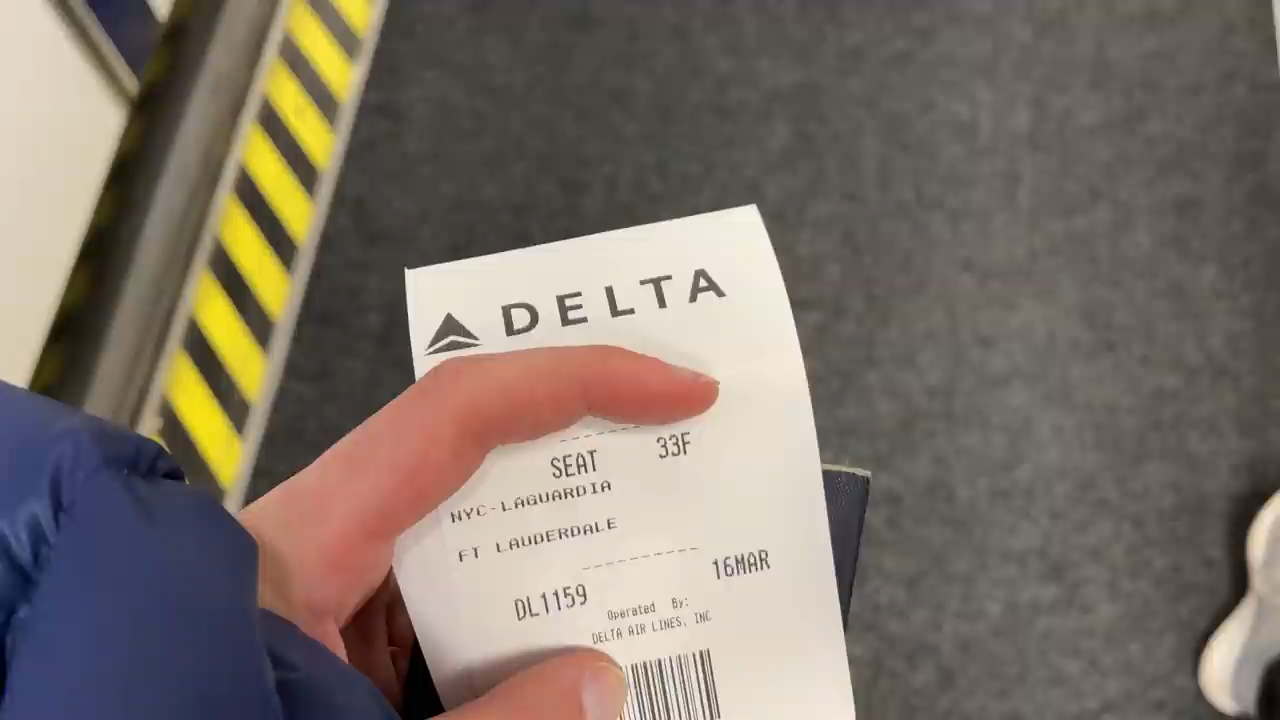 DELTA
SEAT 33F
NYC-LAGUARDIA
FT LAUDERDALE
DL1159 16MAR
Operated By:
DELTA AIR LINES, INC